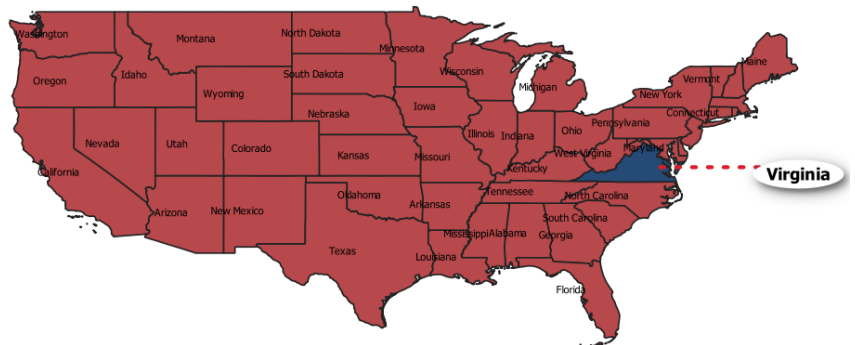 Washington
Montana
North Dakota
Minnesota
Maine
Oregon
Idaho
South Dakota
Wisconsin
Vermont
Wyoming
Michigan
New York
Nebraska
Iowa
Connecticut
Nevada
Utah
Colorado
Illinois
Indiana
Ohio
Pennsylvania
Kansas
Missouri
West Virginia
Maryland
Kentucky
California
Virginia
Oklahoma
Tennessee
North Carolina
Arizona
New Mexico
Arkansas
South Carolina
Mississippi
Alabama
Georgia
Texas
Louisiana
Florida